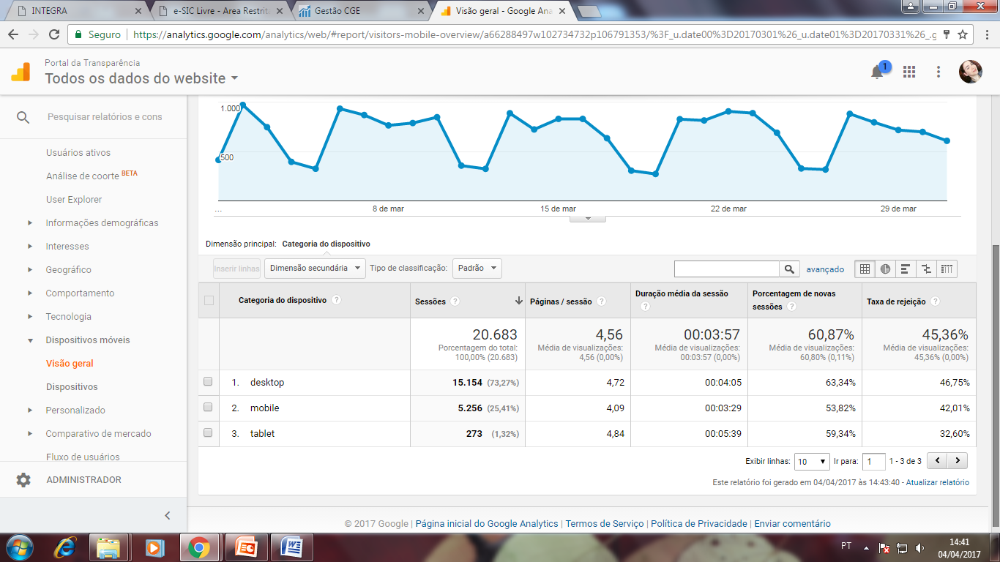 INTEGRA
e-SIC Livre - Area Restrit
Gestão CGE
Visão geral - Google Ana
Seguro
https://analytics.google.com/analytics/web/#report/visitors-mobile-overview/a66288497w102734732p106791353/%3F_u.date00%3D20170301%26_u.date01%3D20170331%26_.g
Portal da Transparência
Todos os dados do website
1
Pesquisar relatórios e cons
Usuários ativos
Análise de coorte BETA
User Explorer
Informações demográficas
Interesses
Geográfico
Comportamento
Tecnologia
Dispositivos móveis
Visão geral
Dispositivos
Personalizado
Comparativo de mercado
Fluxo de usuários
ADMINISTRADOR
1.000
500
... 8 de mar 15 de mar 22 de mar 29 de mar
Dimensão principal: Categoria do dispositivo
Inserir linhas Dimensão secundária Tipo de classificação: Padrão avançado
Categoria do dispositivo ? Sessões ? Páginas / sessão ? Duração média da sessão ? Porcentagem de novas sessões ? Taxa de rejeição ?
20.683 4,56 00:03:57 60,87% 45,36%
Porcentagem do total: Média de visualizações: Média de visualizações: Média de visualizações: Média de visualizações:
100,00% (20.683) 4,56 (0,00%) 00:03:57 (0,00%) 60,80% (0,11%) 45,36% (0,00%)
1. desktop 15.154 (73,27%) 4,72 00:04:05 63,34% 46,75%
2. mobile 5.256 (25,41%) 4,09 00:03:29 53,82% 42,01%
3. tablet 273 (1,32%) 4,84 00:05:39 59,34% 32,60%
Exibir linhas: 10 Ir para: 1 1 - 3 de 3
Este relatório foi gerado em 04/04/2017 às 14:43:40 - Atualizar relatório
© 2017 Google | Página inicial do Google Analytics | Termos de Serviço | Política de Privacidade | Enviar comentário
PT
14:41
04/04/2017